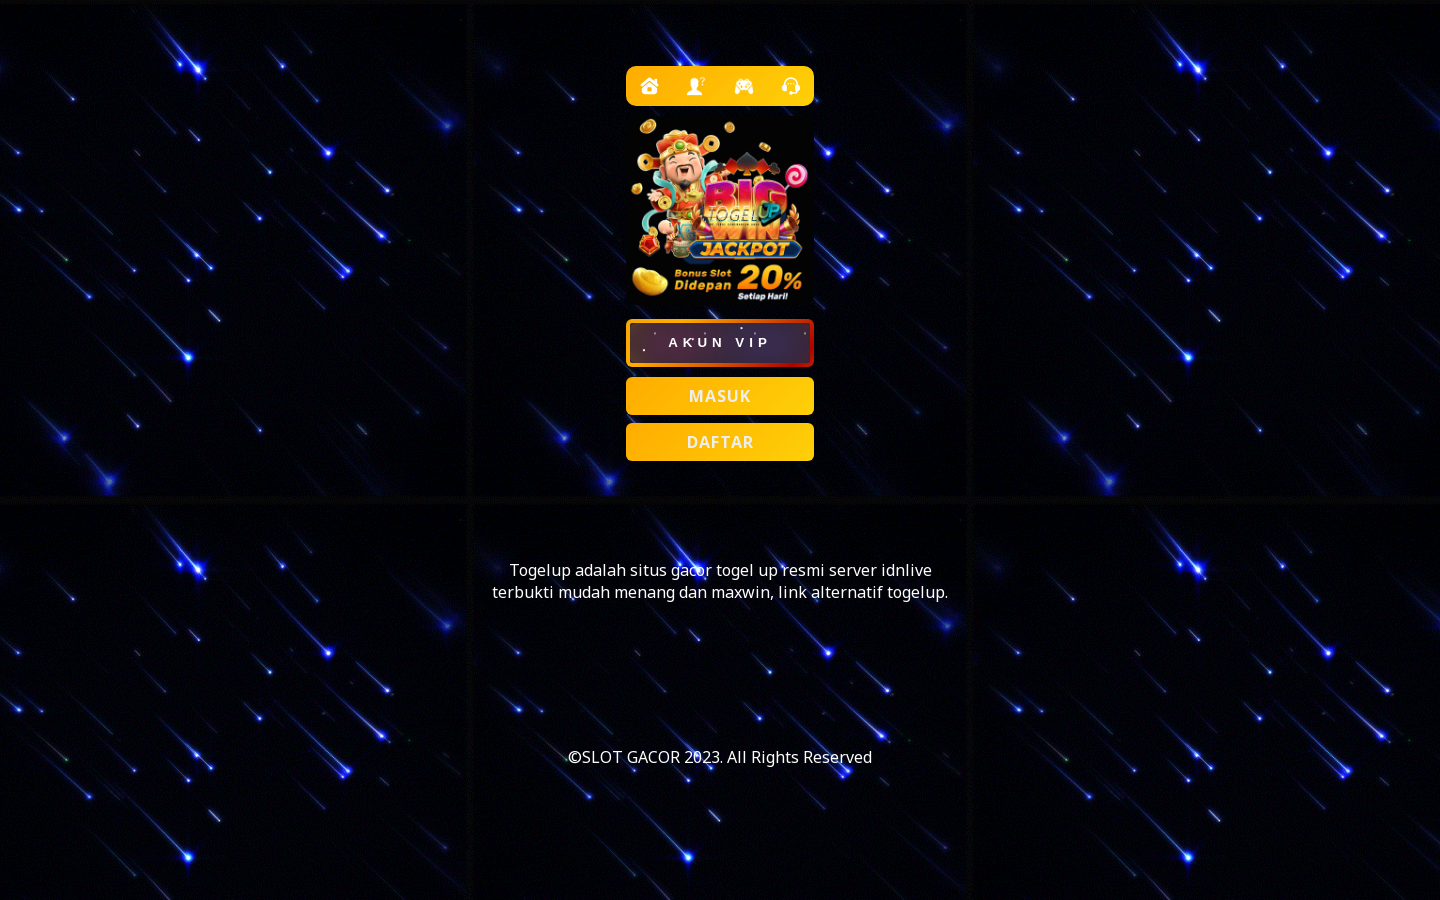 ?
BIG
TOGELUP
WIN
JACKPOT
Bonus Slot
Didepan
20%
Setiap Hari!
AKUN VIP
MASUK
DAFTAR
Togelup adalah situs gacor togel up resmi server idnlive
terbukti mudah menang dan maxwin, link alternatif togelup.
©SLOT GACOR 2023. All Rights Reserved